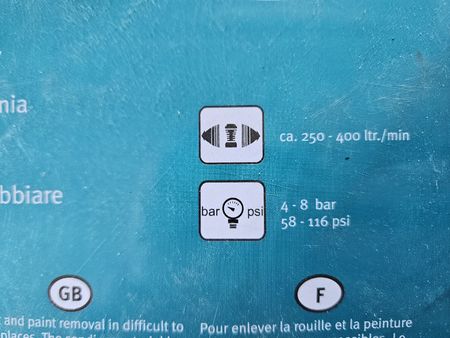 nia
ca. 250 - 400 ltr./min
bbiare
bar psi
4 - 8 bar
58 - 116 psi
GB
F
and paint removal in difficult to
Pour enlever la rouille et la peinture